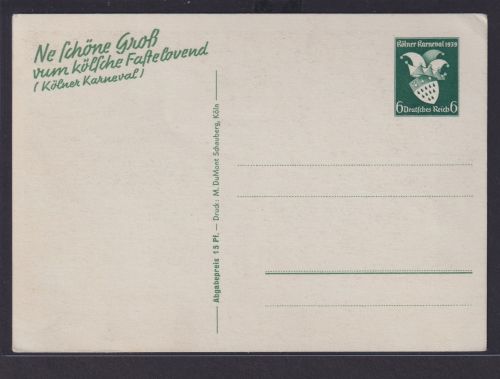 Ne schöne Groß
vum kölsche Fastelovend
(Kölner Karneval)
Kölner Karneval 1939
6 Deutsches Reich 6
Abgabepreis 15 Pf. — Druck: M. DuMont Schauberg, Köln